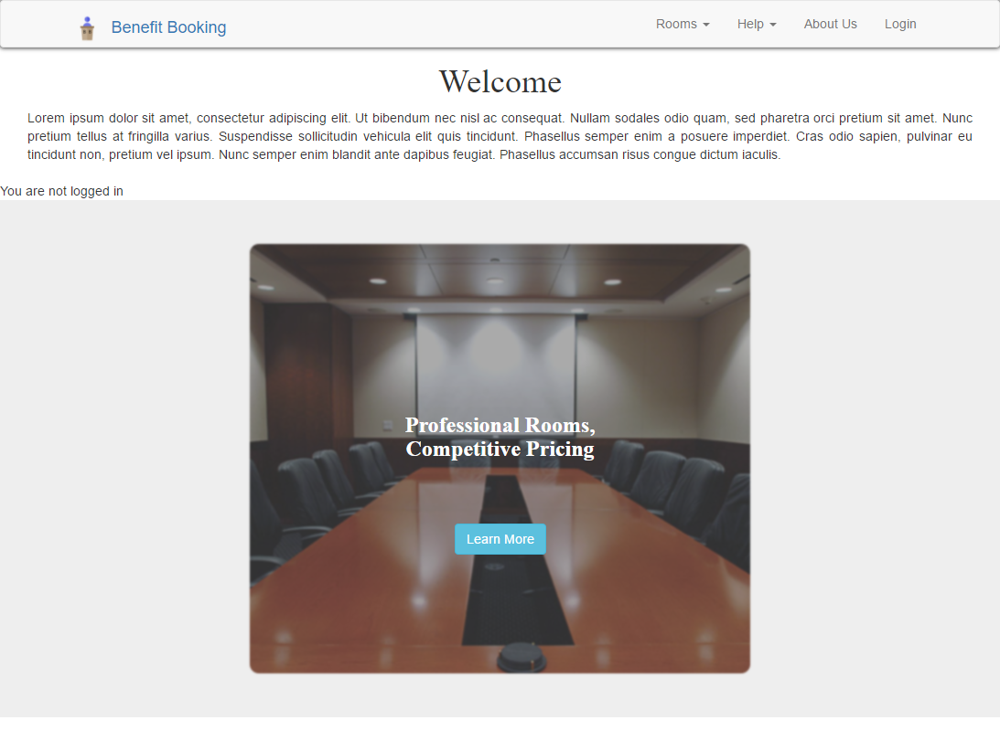 Benefit Booking Rooms Help About Us Login
Welcome
Lorem ipsum dolor sit amet, consectetur adipiscing elit. Ut bibendum nec nisl ac consequat. Nullam sodales odio quam, sed pharetra orci pretium sit amet. Nunc
pretium tellus at fringilla varius. Suspendisse sollicitudin vehicula elit quis tincidunt. Phasellus semper enim a posuere imperdiet. Cras odio sapien, pulvinar eu
tincidunt non, pretium vel ipsum. Nunc semper enim blandit ante dapibus feugiat. Phasellus accumsan risus congue dictum iaculis.
You are not logged in
Professional Rooms,
Competitive Pricing
Learn More